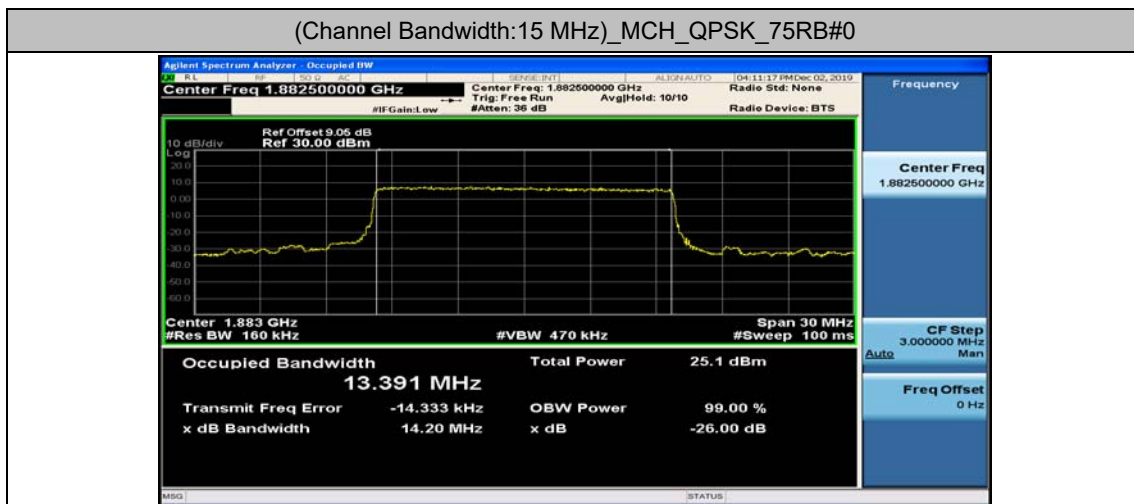 (Channel Bandwidth:15 MHz)_MCH_QPSK_75RB#0
Agilent Spectrum Analyzer - Occupied BW
RL RF 50 Ω AC SENSE:INT ALIGN AUTO 04:11:17 PM Dec 02, 2019
Center Freq 1.882500000 GHz
Center Freq: 1.882500000 GHz
Radio Std: None
Trig: Free Run Avg|Hold: 10/10
#IFGain:Low
#Atten: 36 dB
Radio Device: BTS
Ref Offset 9.05 dB
10 dB/div Ref 30.00 dBm
Log
20.0
10.0
0.00
-10.0
-20.0
-30.0
-40.0
-50.0
-60.0
Center 1.883 GHz Span 30 MHz
#Res BW 160 kHz #VBW 470 kHz #Sweep 100 ms
Occupied Bandwidth Total Power 25.1 dBm
13.391 MHz
Transmit Freq Error -14.333 kHz OBW Power 99.00 %
x dB Bandwidth 14.20 MHz x dB -26.00 dB
MSG STATUS
Frequency
Center Freq
1.882500000 GHz
CF Step
3.000000 MHz
Auto Man
Freq Offset
0 Hz